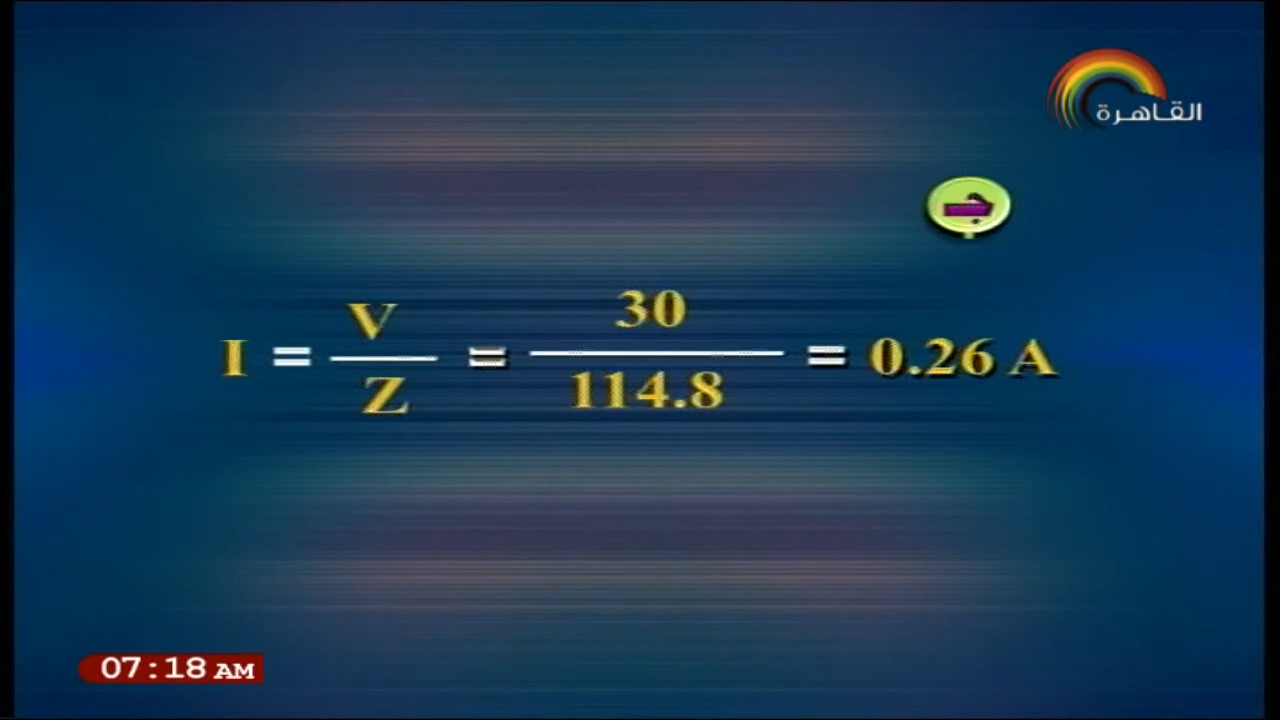 القاهرة
I = V / Z = 30 / 114.8 = 0.26 A
07:18 AM